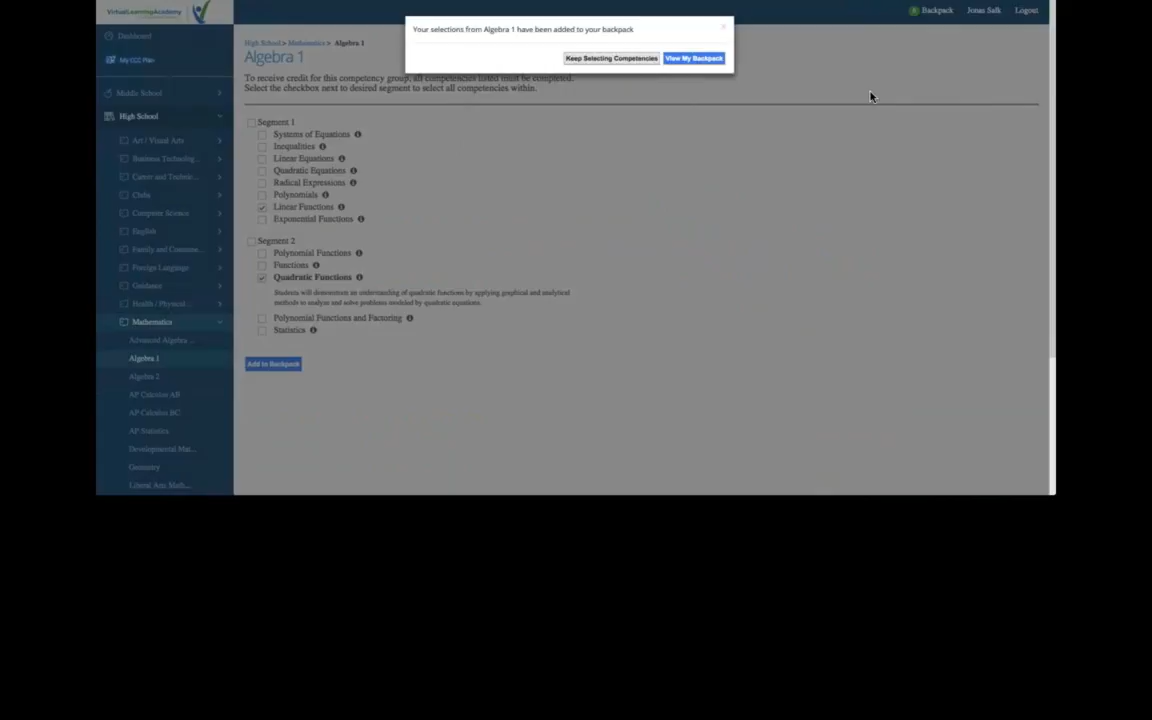 VirtualLearningAcademy
Backpack
Jonas Salk
Logout
Your selections from Algebra 1 have been added to your backpack
Keep Selecting Competencies
View My Backpack
Dashboard
My CCC Plan
Middle School
High School
Art / Visual Arts
Business Technolog...
Career and Technic...
Clubs
Computer Science
English
Family and Consume...
Foreign Language
Guidance
Health / Physical...
Mathematics
Advanced Algebra ...
Algebra 1
Algebra 2
AP Calculus AB
AP Calculus BC
AP Statistics
Developmental Mat...
Geometry
Liberal Arts Math...
High School > Mathematics > Algebra 1
Algebra 1
To receive credit for this competency group, all competencies listed must be completed.
Select the checkbox next to desired segment to select all competencies within.
Segment 1
Systems of Equations
Inequalities
Linear Equations
Quadratic Equations
Radical Expressions
Polynomials
Linear Functions
Exponential Functions
Segment 2
Polynomial Functions
Functions
Quadratic Functions
Students will demonstrate an understanding of quadratic functions by applying graphical and analytical
methods to analyze and solve problems modeled by quadratic equations.
Polynomial Functions and Factoring
Statistics
Add to Backpack